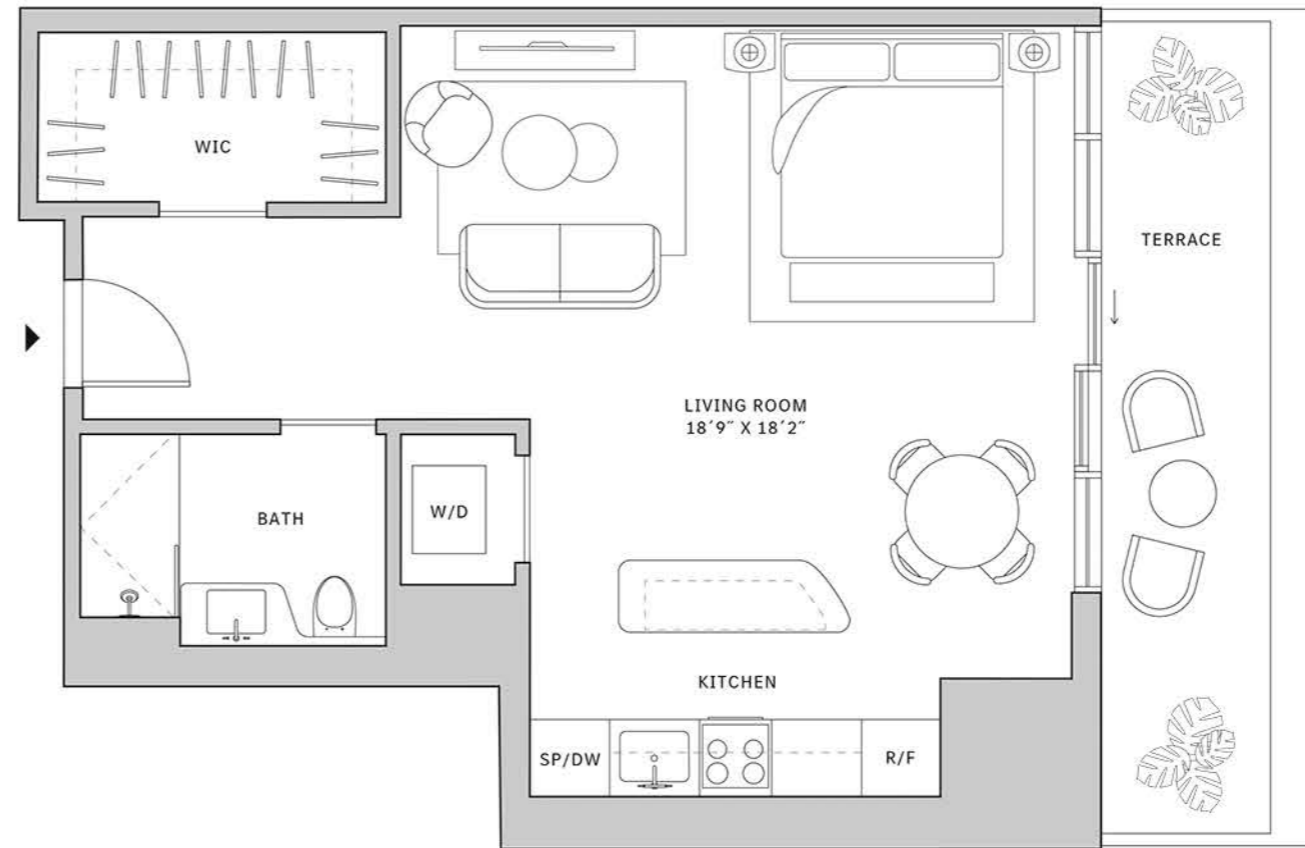 WIC
TERRACE
LIVING ROOM
18´9˝ X 18´2˝
BATH
W/D
KITCHEN
SP/DW
R/F